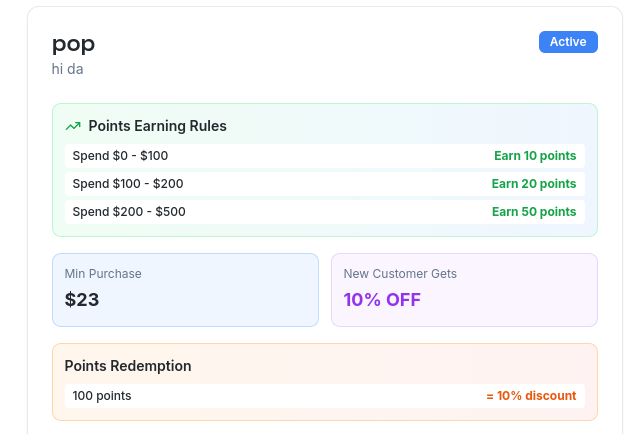 pop
Active
hi da
Points Earning Rules
Spend $0 - $100 Earn 10 points
Spend $100 - $200 Earn 20 points
Spend $200 - $500 Earn 50 points
Min Purchase
$23
New Customer Gets
10% OFF
Points Redemption
100 points = 10% discount